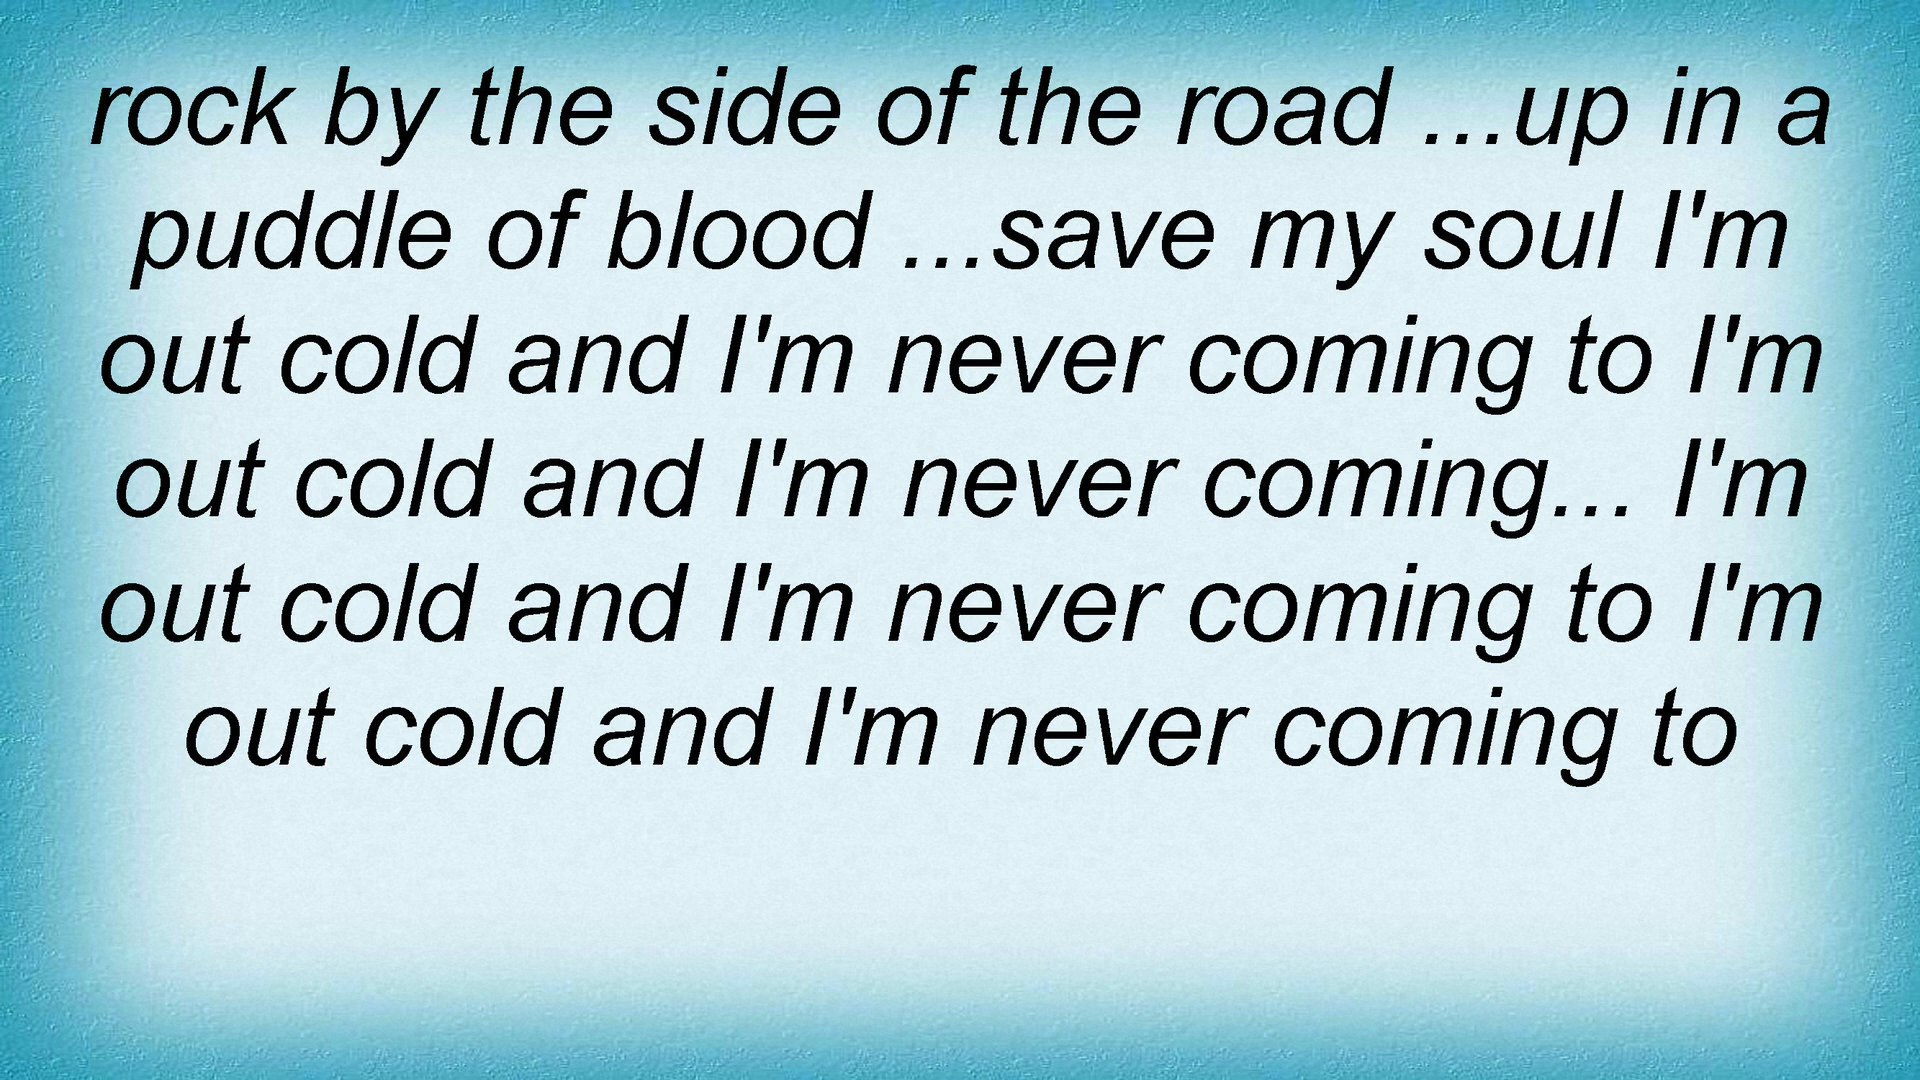 rock by the side of the road ...up in a
puddle of blood ...save my soul I'm
out cold and I'm never coming to I'm
out cold and I'm never coming... I'm
out cold and I'm never coming to I'm
out cold and I'm never coming to